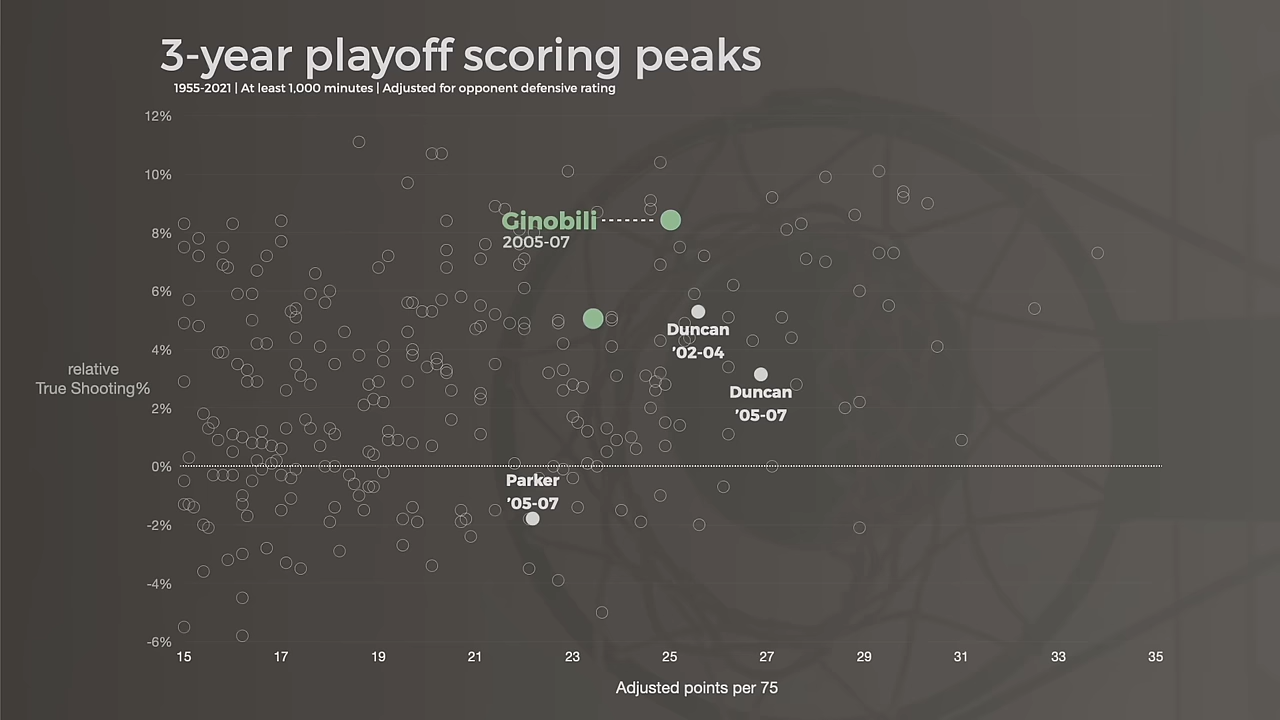 3-year playoff scoring peaks
1955-2021 | At least 1,000 minutes | Adjusted for opponent defensive rating
12%
10%
Ginobili
2005-07
8%
6%
Duncan
’02-04
4%
relative
True Shooting%
Duncan
’05-07
2%
0%
Parker
’05-07
-2%
-4%
-6%
15 17 19 21 23 25 27 29 31 33 35
Adjusted points per 75